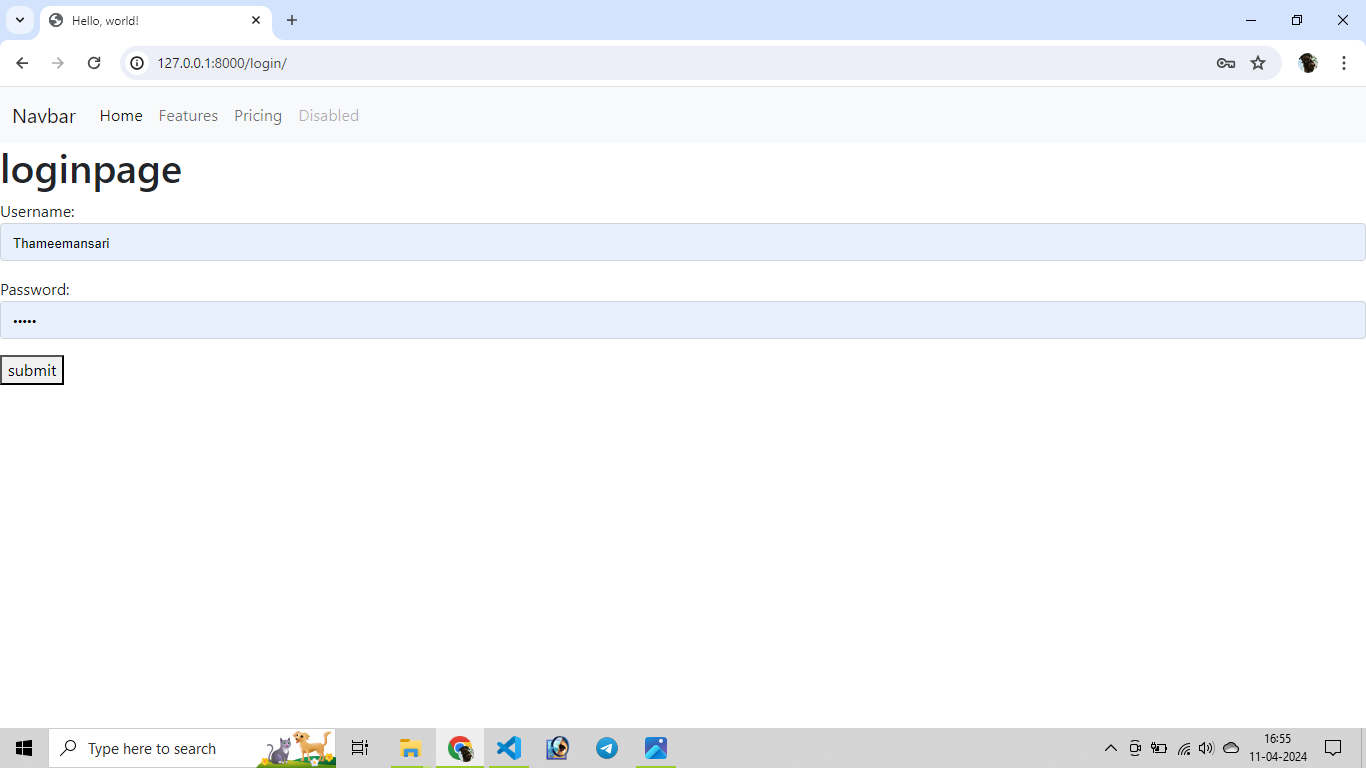 Hello, world!
127.0.0.1:8000/login/
Navbar Home Features Pricing Disabled
loginpage
Username:
Thameemansari
Password:
•••••
submit
Type here to search
16:55
11-04-2024